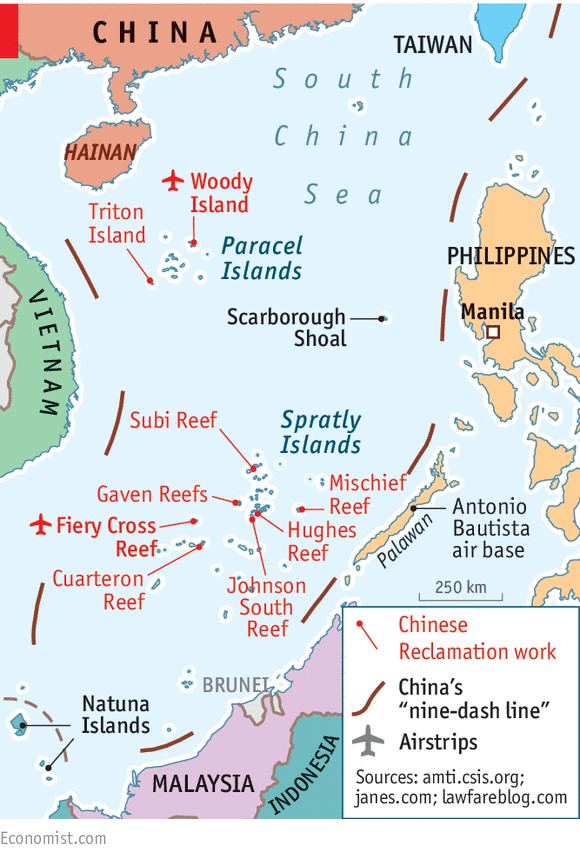 CHINA
TAIWAN
South
China
Sea
HAINAN
Woody
Island
Triton
Island
Paracel
Islands
PHILIPPINES
Manila
Scarborough
Shoal
VIETNAM
Spratly
Islands
Subi Reef
Mischief
Reef
Gaven Reefs
Fiery Cross
Reef
Hughes
Reef
Antonio
Bautista
air base
Palawan
Cuarteron
Reef
Johnson
South
Reef
250 km
BRUNEI
Natuna
Islands
MALAYSIA
INDONESIA
Chinese
Reclamation work
China's
"nine-dash line"
Airstrips
Sources: amti.csis.org;
janes.com; lawfareblog.com
Economist.com